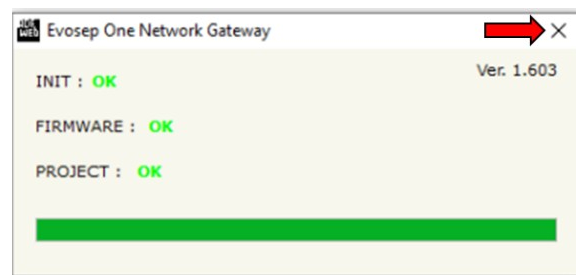 Evosep One Network Gateway
Ver. 1.603
INIT : OK
FIRMWARE : OK
PROJECT : OK